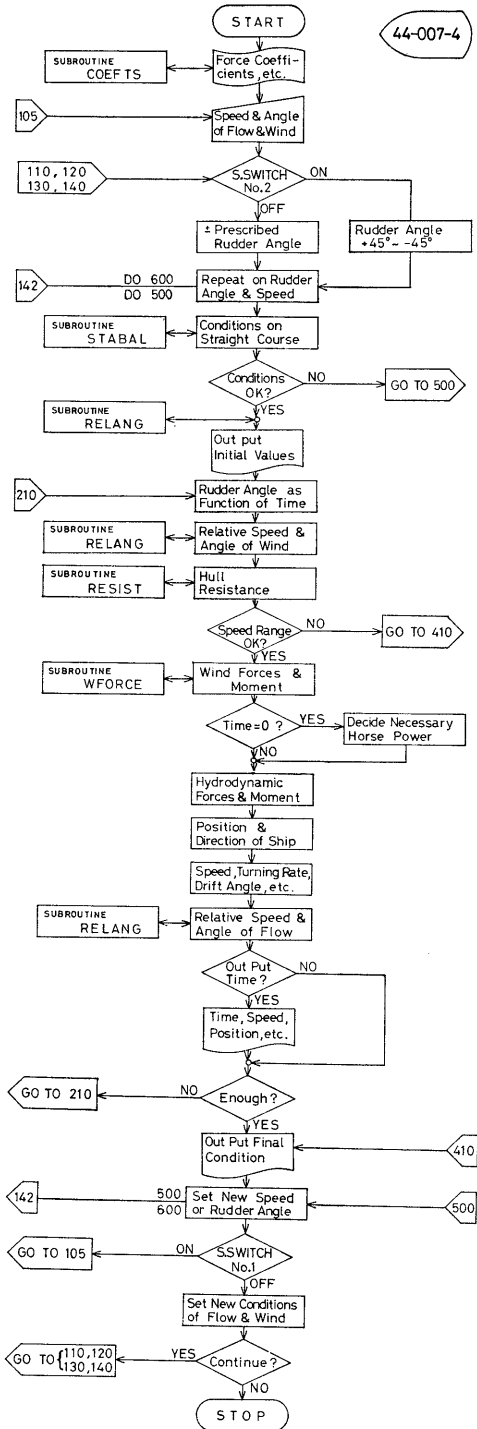 START
44-007-4
SUBROUTINE
COEFTS
Force Coeffi-
cients, etc.
105
Speed & Angle
of Flow & Wind
110, 120
130, 140
S.SWITCH
No.2
ON
OFF
± Prescribed
Rudder Angle
Rudder Angle
+45°~ -45°
142
DO 600
DO 500
Repeat on Rudder
Angle & Speed
SUBROUTINE
STABAL
Conditions on
Straight Course
Conditions
OK?
NO
GO TO 500
YES
SUBROUTINE
RELANG
Out put
Initial Values
210
Rudder Angle as
Function of Time
SUBROUTINE
RELANG
Relative Speed &
Angle of Wind
SUBROUTINE
RESIST
Hull
Resistance
Speed Range
OK?
NO
GO TO 410
YES
SUBROUTINE
WFORCE
Wind Forces &
Moment
Time=0 ?
YES
Decide Necessary
Horse Power
NO
Hydrodynamic
Forces & Moment
Position &
Direction of Ship
Speed, Turning Rate,
Drift Angle, etc.
SUBROUTINE
RELANG
Relative Speed &
Angle of Flow
Out Put
Time?
NO
YES
Time, Speed,
Position, etc.
Enough?
NO
GO TO 210
YES
Out Put Final
Condition
410
142
500
600
Set New Speed
or Rudder Angle
500
S.SWITCH
No.1
ON
GO TO 105
OFF
Set New Conditions
of Flow & Wind
Continue?
YES
GO TO {110,120
130,140
NO
STOP